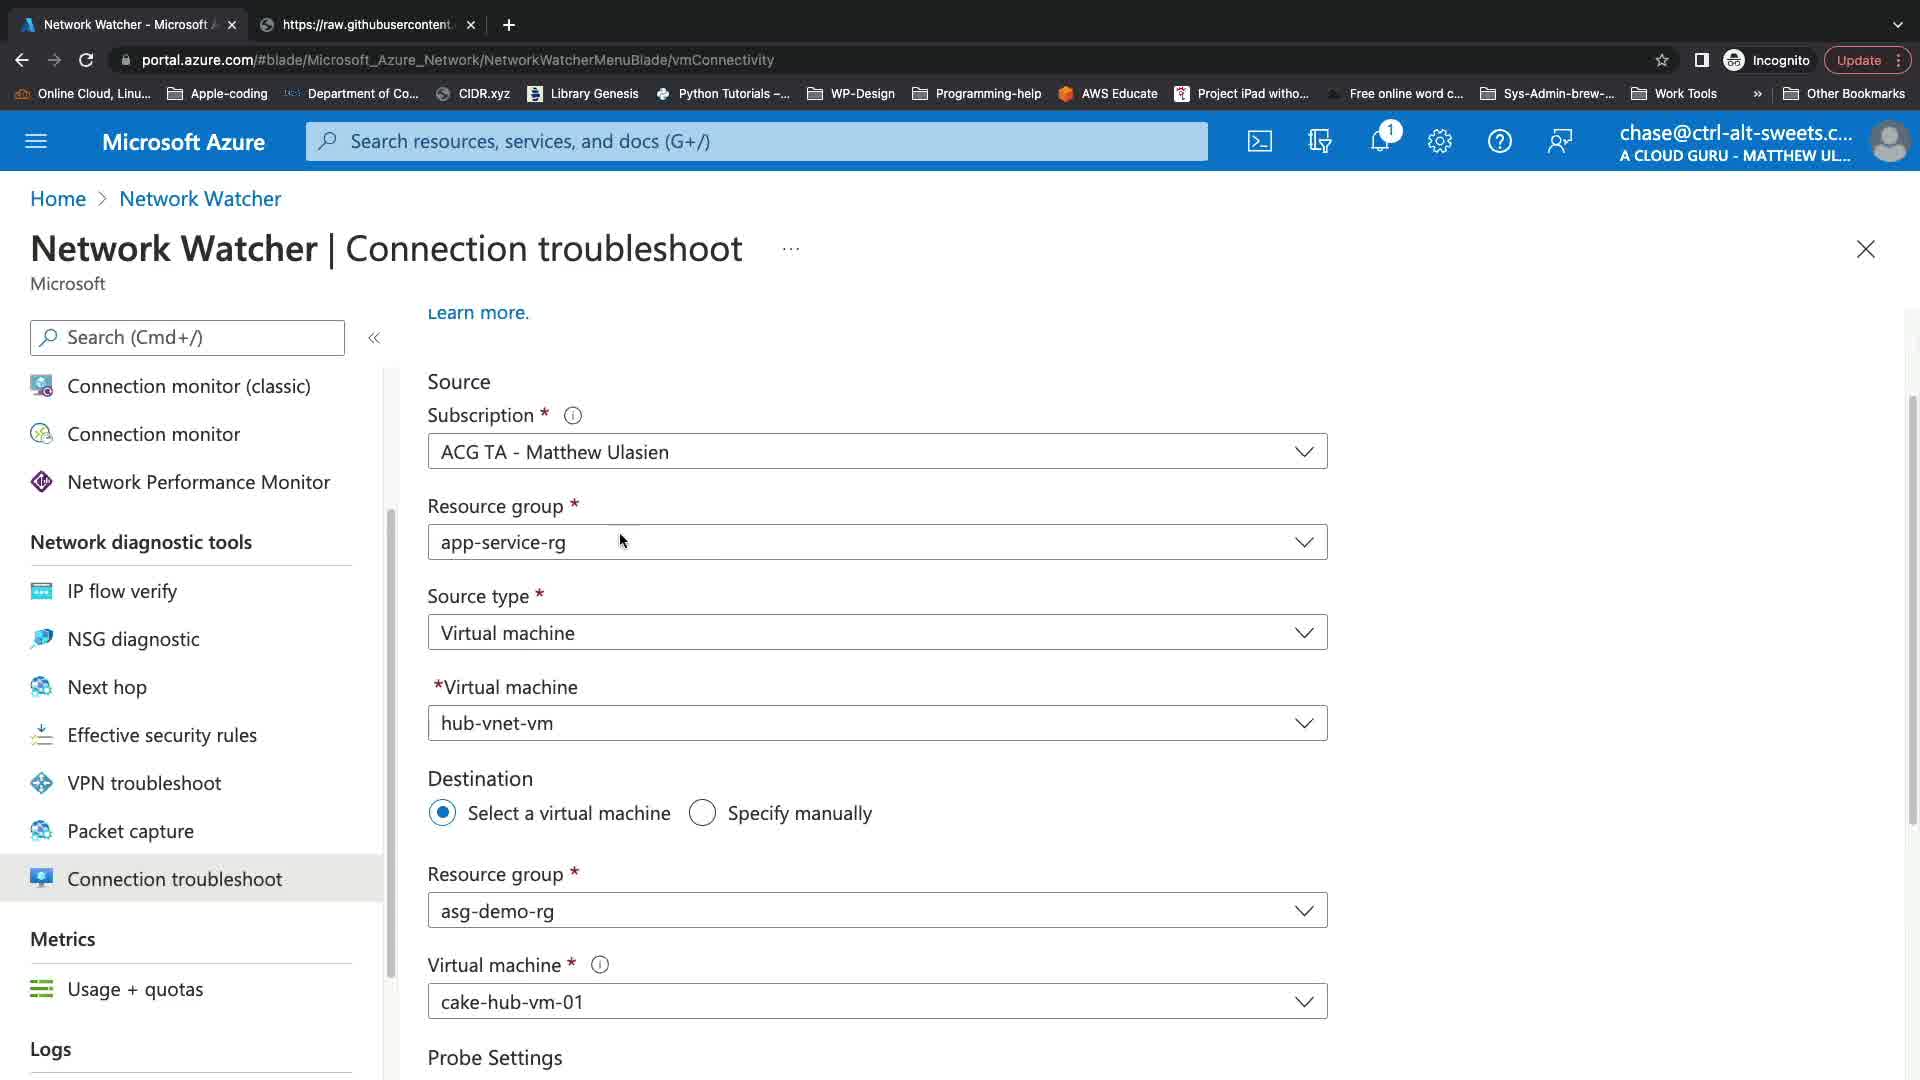 Network Watcher - Microsoft A
https://raw.githubusercontent.
portal.azure.com/#blade/Microsoft_Azure_Network/NetworkWatcherMenuBlade/vmConnectivity
Incognito
Update
Online Cloud, Linu...
Apple-coding
Department of Co...
CIDR.xyz
Library Genesis
Python Tutorials –...
WP-Design
Programming-help
AWS Educate
Project iPad witho...
Free online word c...
Sys-Admin-brew-...
Work Tools
»
Other Bookmarks
Microsoft Azure
Search resources, services, and docs (G+/)
1
chase@ctrl-alt-sweets.c...
A CLOUD GURU - MATTHEW UL...
Home > Network Watcher
Network Watcher | Connection troubleshoot ...
Microsoft
Search (Cmd+/)
«
Connection monitor (classic)
Connection monitor
Network Performance Monitor
Network diagnostic tools
IP flow verify
NSG diagnostic
Next hop
Effective security rules
VPN troubleshoot
Packet capture
Connection troubleshoot
Metrics
Usage + quotas
Logs
Learn more.
Source
Subscription *
ACG TA - Matthew Ulasien
Resource group *
app-service-rg
Source type *
Virtual machine
*Virtual machine
hub-vnet-vm
Destination
Select a virtual machine
Specify manually
Resource group *
asg-demo-rg
Virtual machine *
cake-hub-vm-01
Probe Settings